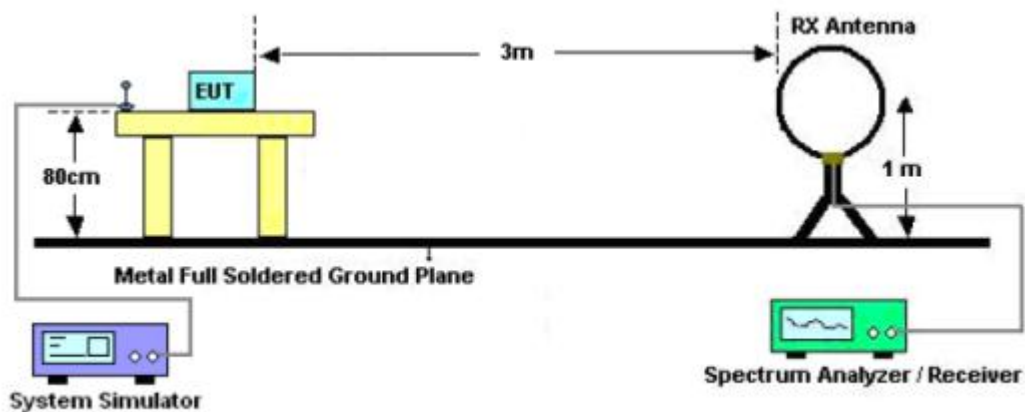 RX Antenna
3m
EUT
80cm
1 m
Metal Full Soldered Ground Plane
System Simulator
Spectrum Analyzer / Receiver